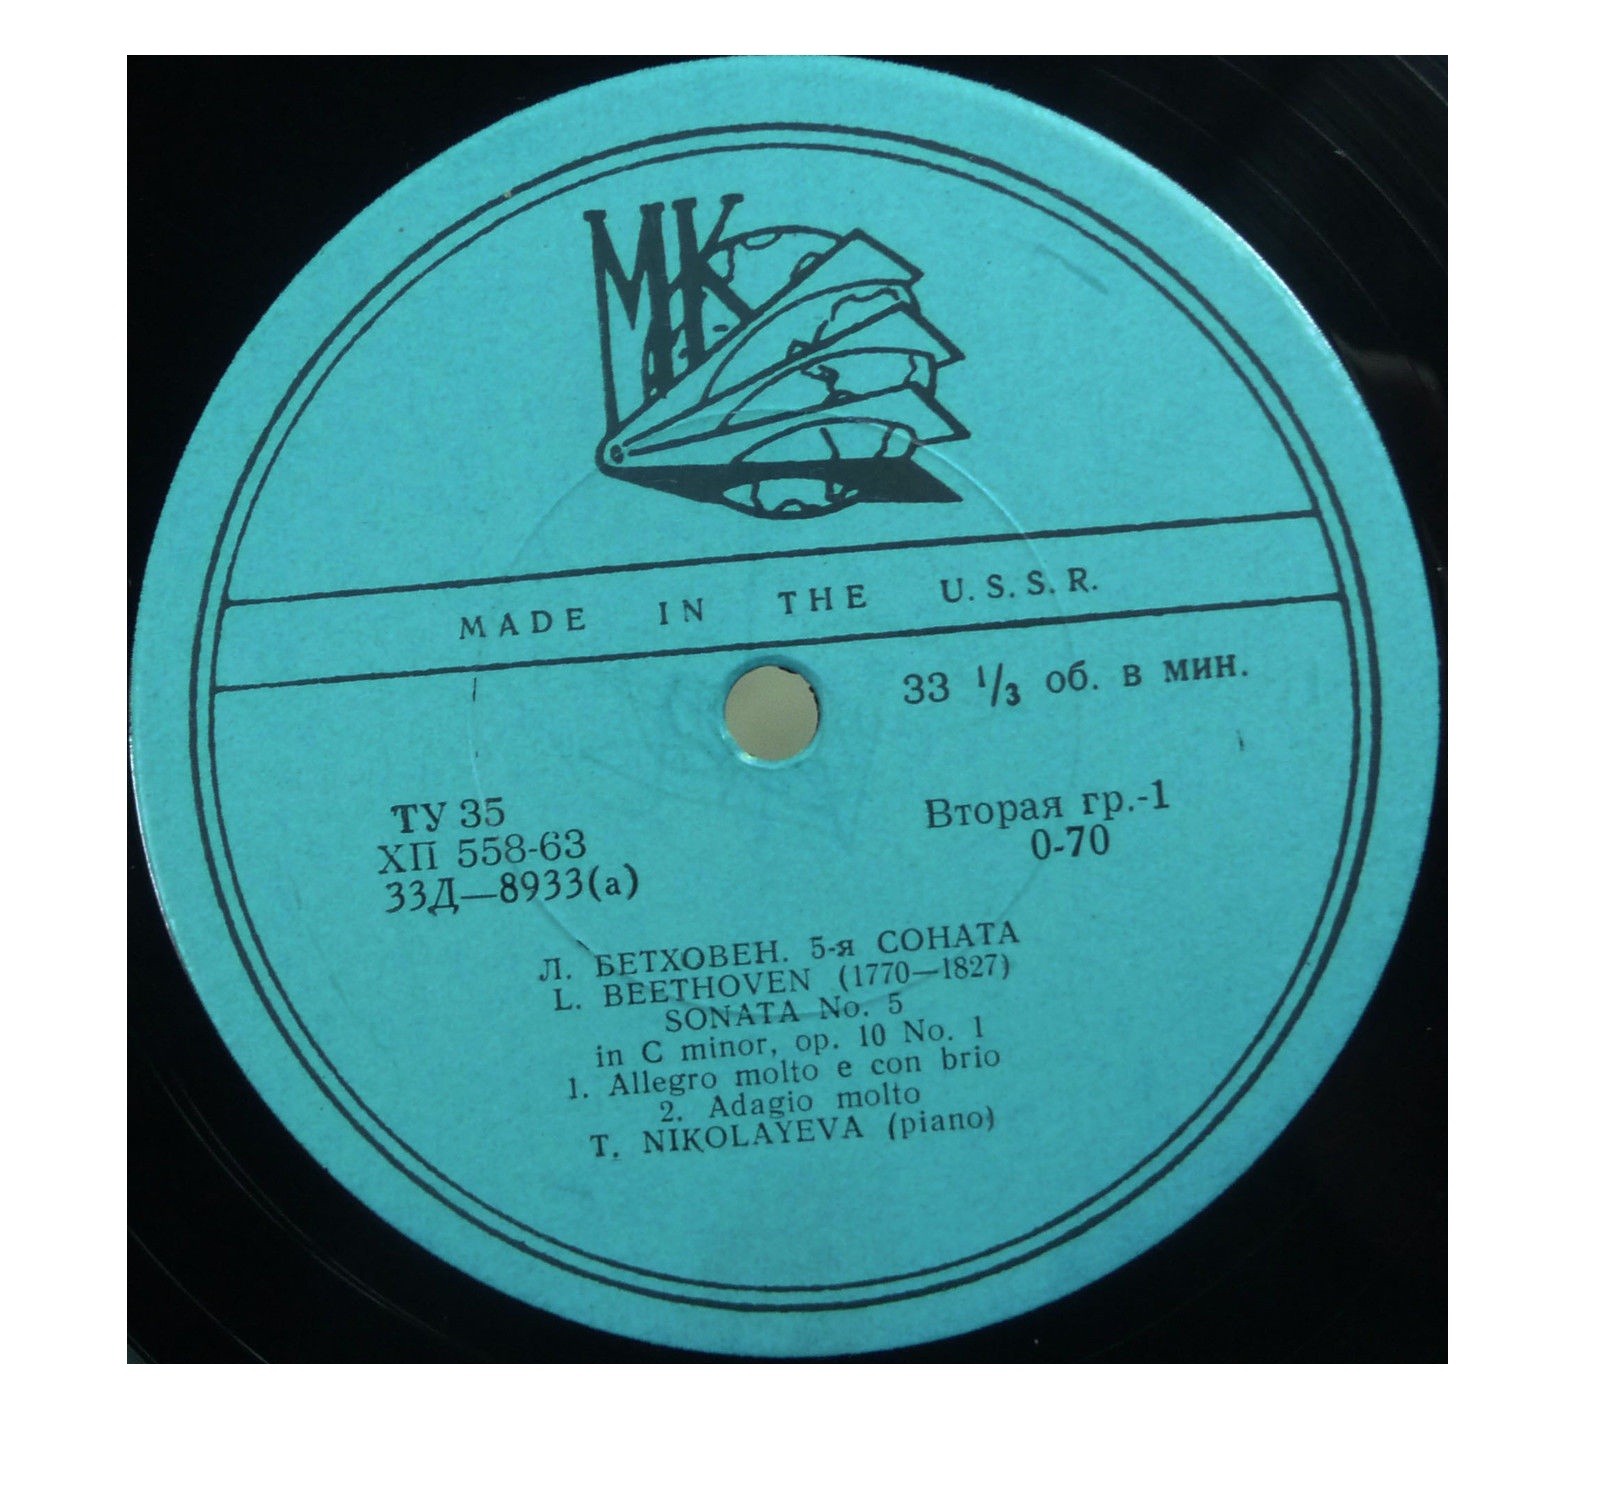 МК
MADE IN THE U.S.S.R.
33 1/3 об. в мин.
ТУ 35
ХП 558-63
33Д—8933(а)
Вторая гр.-1
0-70
Л. БЕТХОВЕН. 5-я СОНАТА
L. BEETHOVEN (1770—1827)
SONATA No. 5
in C minor, op. 10 No. 1
1. Allegro molto e con brio
2. Adagio molto
T. NIKOLAYEVA (piano)